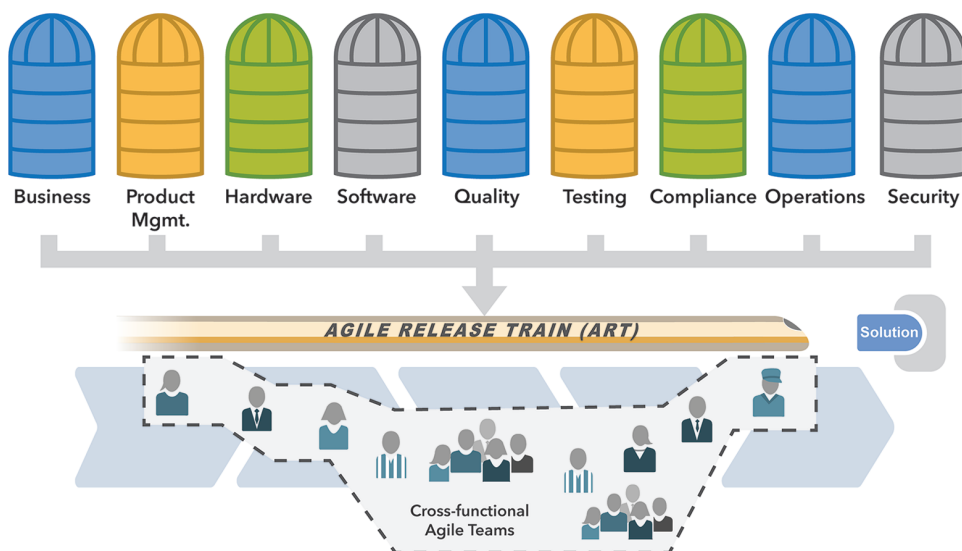 Business
Product
Mgmt.
Hardware
Software
Quality
Testing
Compliance
Operations
Security
AGILE RELEASE TRAIN (ART)
Solution
Cross-functional
Agile Teams